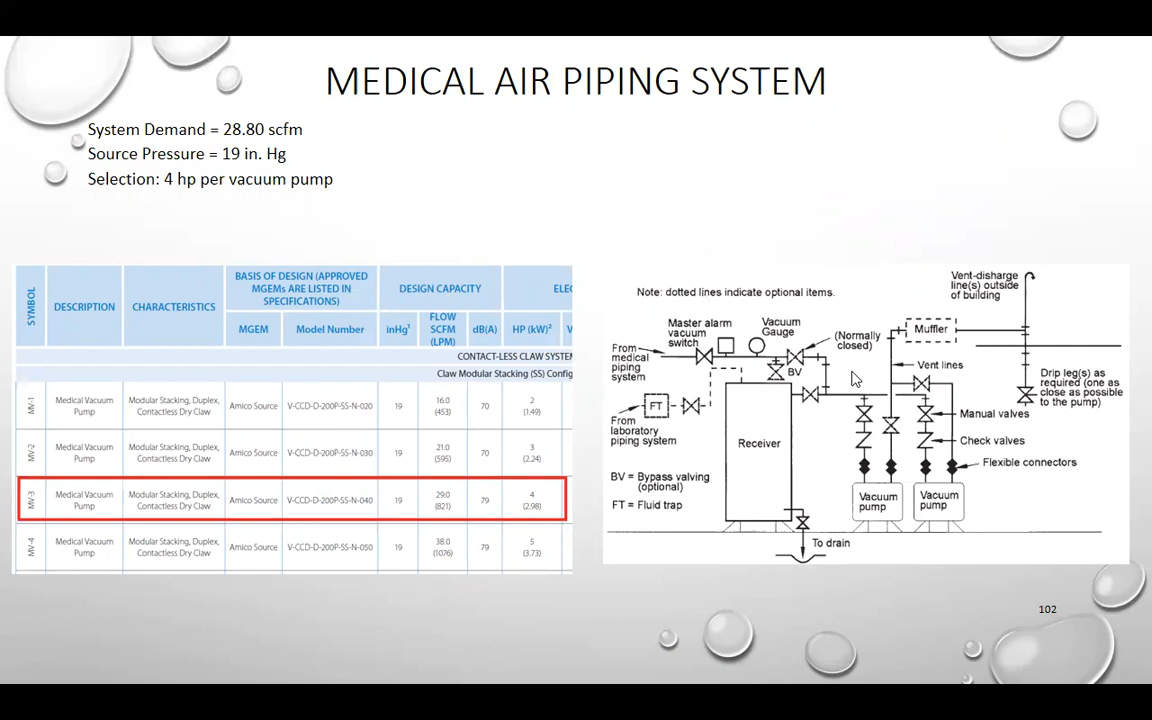 MEDICAL AIR PIPING SYSTEM
System Demand = 28.80 scfm
Source Pressure = 19 in. Hg
Selection: 4 hp per vacuum pump
SYMBOL
DESCRIPTION
CHARACTERISTICS
BASIS OF DESIGN (APPROVED
MGEMs ARE LISTED IN
SPECIFICATIONS)
DESIGN CAPACITY
ELEC
MGEM
Model Number
inHg¹
FLOW
SCFM
(LPM)
dB(A)
HP (kW)²
V
CONTACT-LESS CLAW SYSTEM
Claw Modular Stacking (SS) Config
MV-1
Medical Vacuum
Pump
Modular Stacking, Duplex,
Contactless Dry Claw
Amico Source
V-CCD-D-200P-SS-N-020
19
16.0
(453)
70
2
(1.49)
MV-2
Medical Vacuum
Pump
Modular Stacking, Duplex,
Contactless Dry Claw
Amico Source
V-CCD-D-200P-SS-N-030
19
21.0
(595)
70
3
(2.24)
MV-3
Medical Vacuum
Pump
Modular Stacking, Duplex,
Contactless Dry Claw
Amico Source
V-CCD-D-200P-SS-N-040
19
29.0
(821)
79
4
(2.98)
MV-4
Medical Vacuum
Pump
Modular Stacking, Duplex,
Contactless Dry Claw
Amico Source
V-CCD-D-200P-SS-N-050
19
38.0
(1076)
79
5
(3.73)
Note: dotted lines indicate optional items.
Vent-discharge
line(s) outside
of building
Master alarm
vacuum
switch
Vacuum
Gauge
(Normally
closed)
Muffler
From
medical
piping
system
BV
Vent lines
Drip leg(s) as
required (one as
close as possible
to the pump)
FT
From
laboratory
piping system
Manual valves
Receiver
Check valves
Flexible connectors
BV = Bypass valving
(optional)
FT = Fluid trap
Vacuum
pump
Vacuum
pump
To drain
102